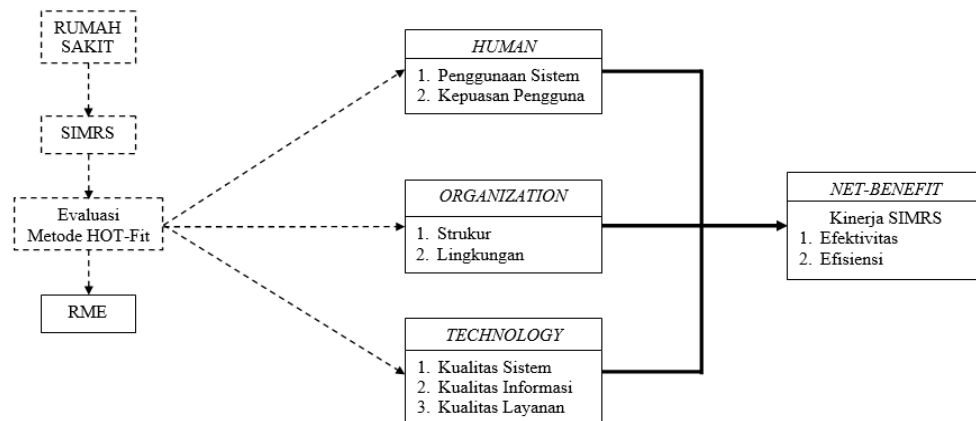 RUMAH
SAKIT
SIMRS
Evaluasi
Metode HOT-Fit
RME
HUMAN
1. Penggunaan Sistem
2. Kepuasan Pengguna
ORGANIZATION
1. Strukur
2. Lingkungan
TECHNOLOGY
1. Kualitas Sistem
2. Kualitas Informasi
3. Kualitas Layanan
NET-BENEFIT
Kinerja SIMRS
1. Efektivitas
2. Efisiensi